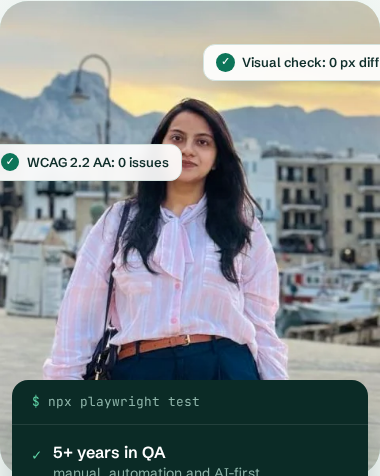 ✓ Visual check: 0 px diff
✓ WCAG 2.2 AA: 0 issues
$ npx playwright test
✓ 5+ years in QA
manual, automation and AI-first